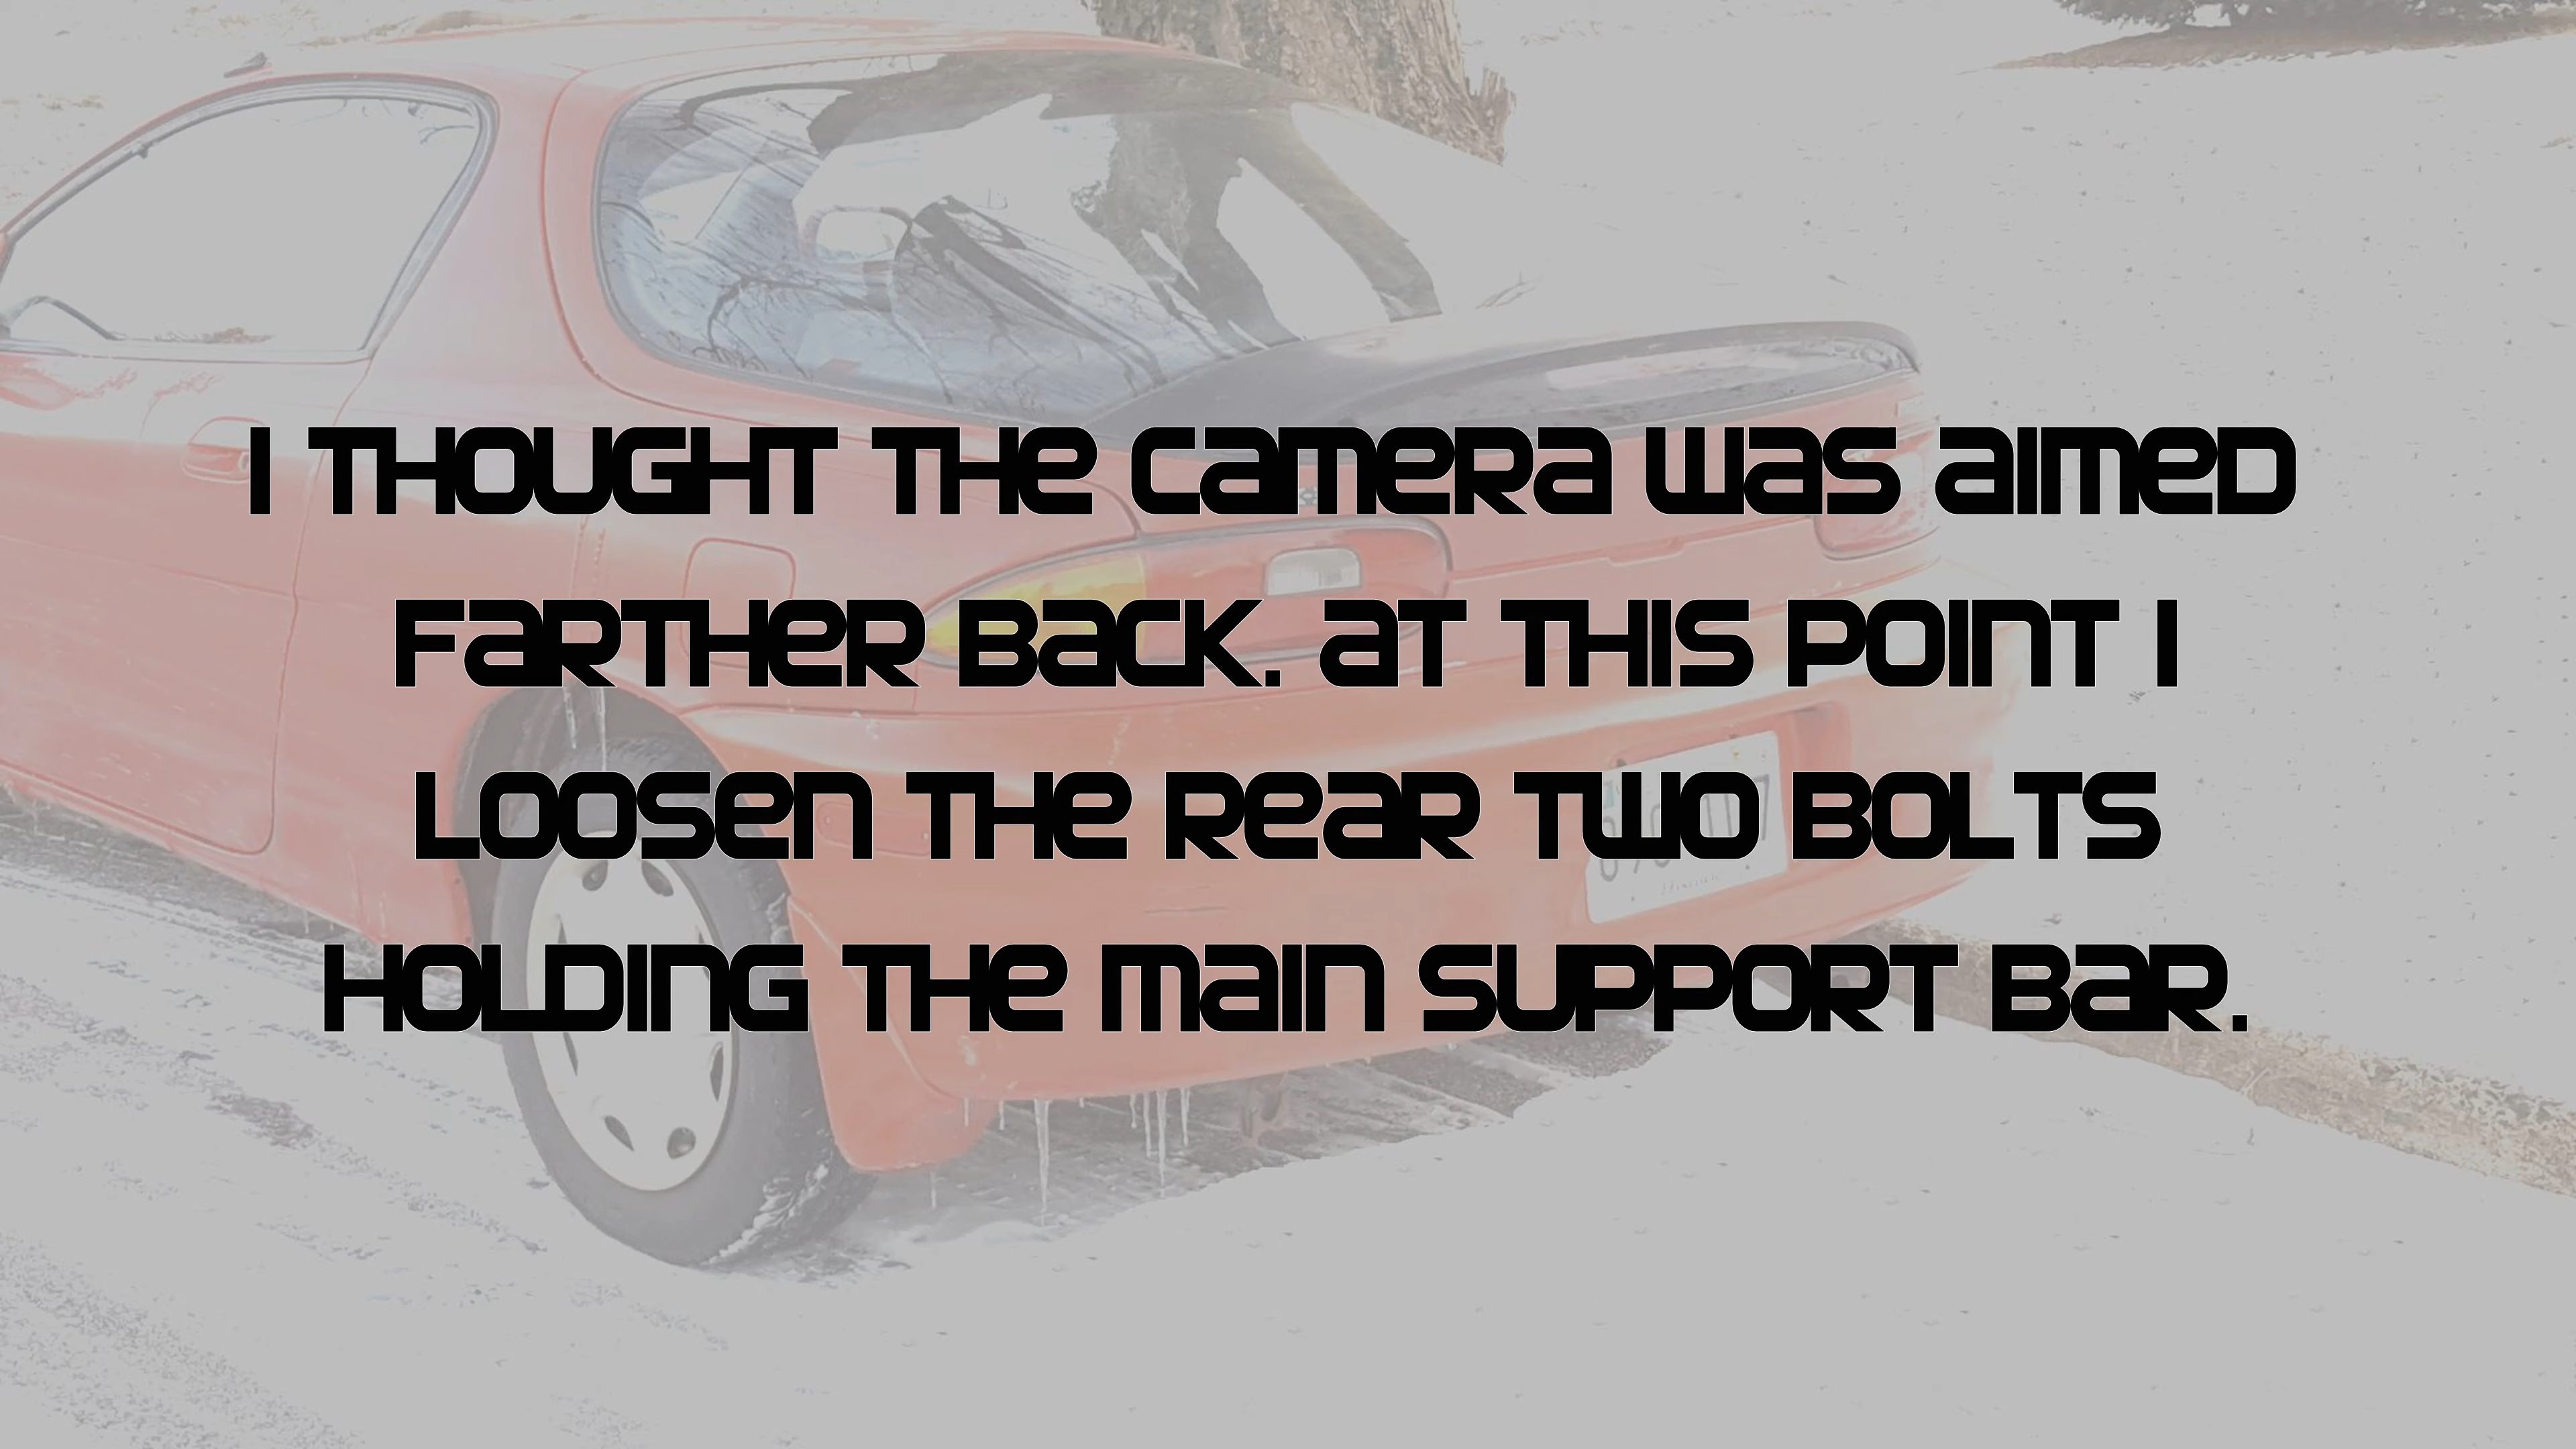 I THOUGHT THE CAMERA WAS AIMED
FARTHER BACK. AT THIS POINT I
LOOSEN THE REAR TWO BOLTS
HOLDING THE MAIN SUPPORT BAR.